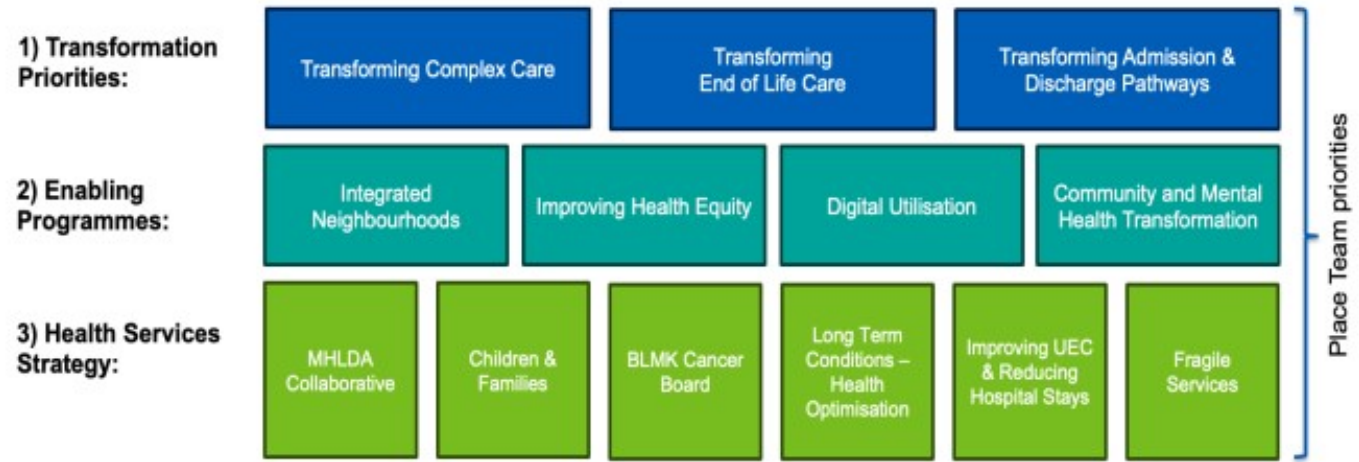 1) Transformation
Priorities:
Transforming Complex Care
Transforming
End of Life Care
Transforming Admission &
Discharge Pathways
2) Enabling
Programmes:
Integrated
Neighbourhoods
Improving Health Equity
Digital Utilisation
Community and Mental
Health Transformation
3) Health Services
Strategy:
MHLDA
Collaborative
Children &
Families
BLMK Cancer
Board
Long Term
Conditions –
Health
Optimisation
Improving UEC
& Reducing
Hospital Stays
Fragile
Services
Place Team priorities